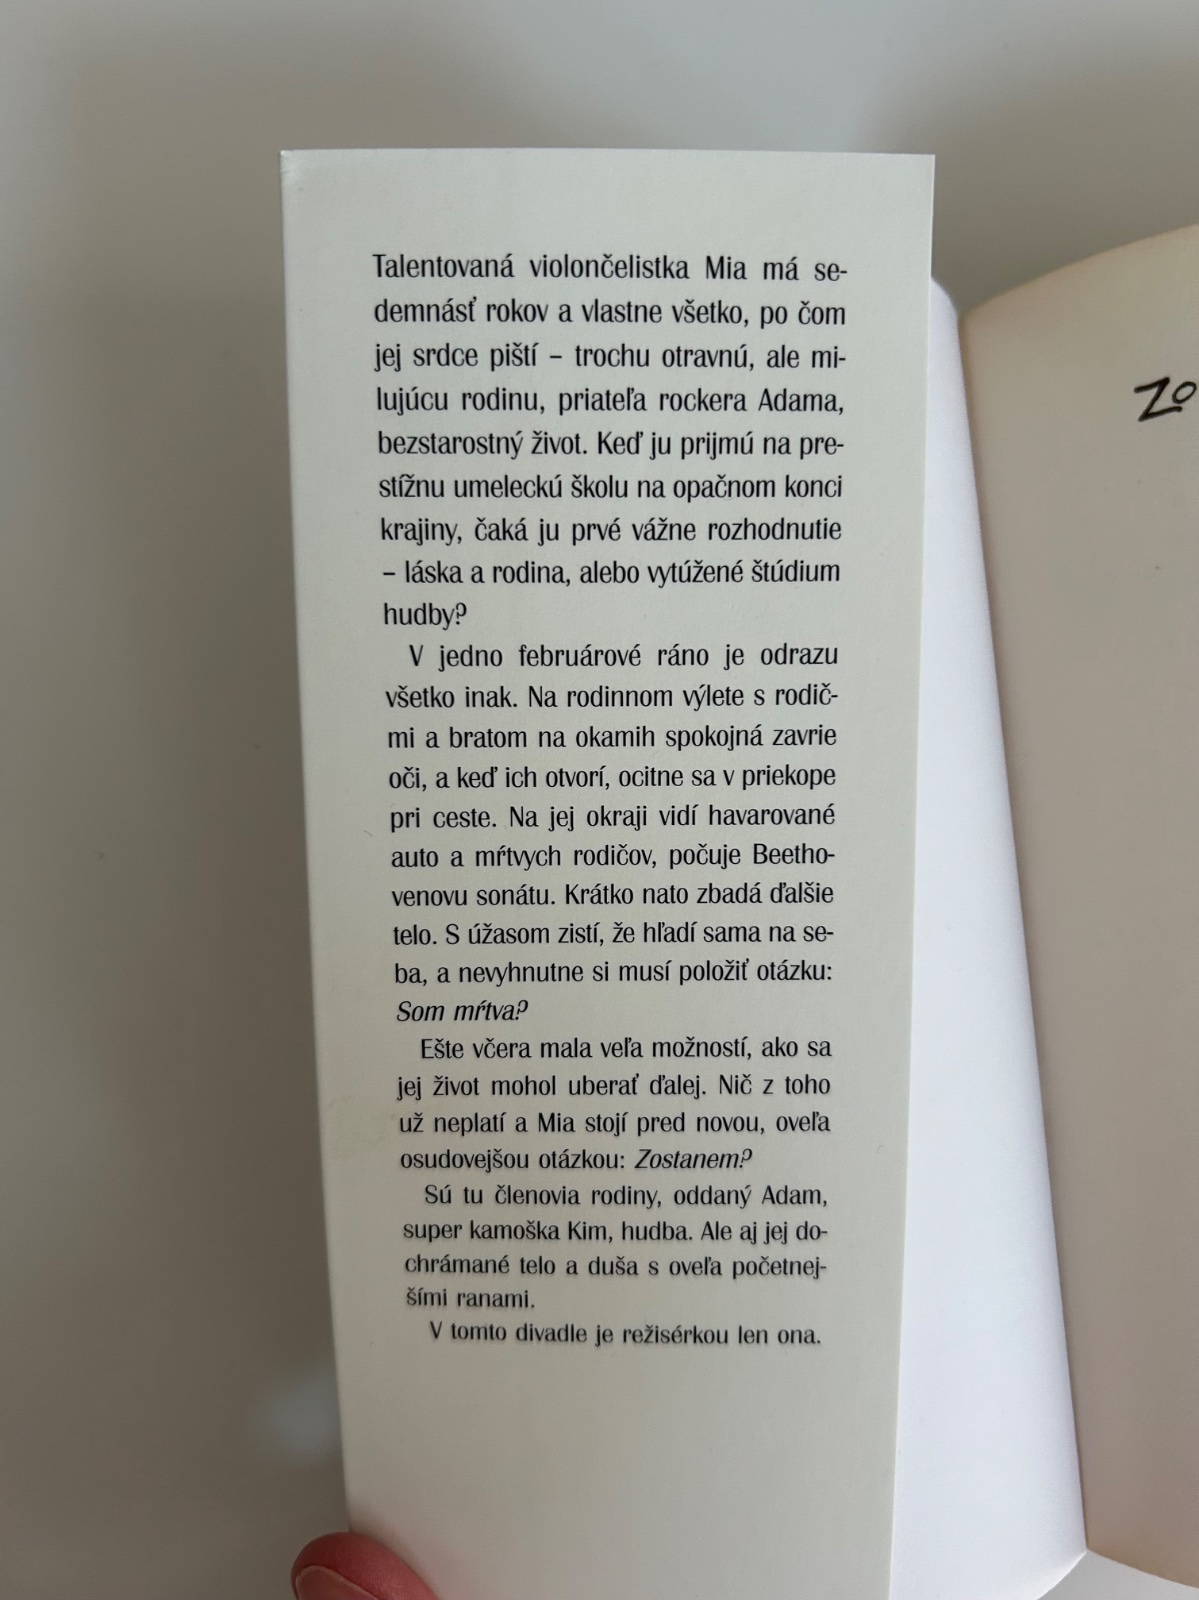 Talentovaná violončelistka Mia má se-
demnásť rokov a vlastne všetko, po čom
jej srdce piští – trochu otravnú, ale mi-
lujúcu rodinu, priateľa rockera Adama,
bezstarostný život. Keď ju prijmú na pre-
stížnu umeleckú školu na opačnom konci
krajiny, čaká ju prvé vážne rozhodnutie
– láska a rodina, alebo vytúžené štúdium
hudby?
V jedno februárové ráno je odrazu
všetko inak. Na rodinnom výlete s rodič-
mi a bratom na okamih spokojná zavrie
oči, a keď ich otvorí, ocitne sa v priekope
pri ceste. Na jej okraji vidí havarované
auto a mŕtvych rodičov, počuje Beetho-
venovu sonátu. Krátko nato zbadá ďalšie
telo. S úžasom zistí, že hľadí sama na se-
ba, a nevyhnutne si musí položiť otázku:
Som mŕtva?
Ešte včera mala veľa možností, ako sa
jej život mohol uberať ďalej. Nič z toho
už neplatí a Mia stojí pred novou, oveľa
osudovejšou otázkou: Zostanem?
Sú tu členovia rodiny, oddaný Adam,
super kamoška Kim, hudba. Ale aj jej do-
chrámané telo a duša s oveľa početnej-
šími ranami.
V tomto divadle je režisérkou len ona.
Zo